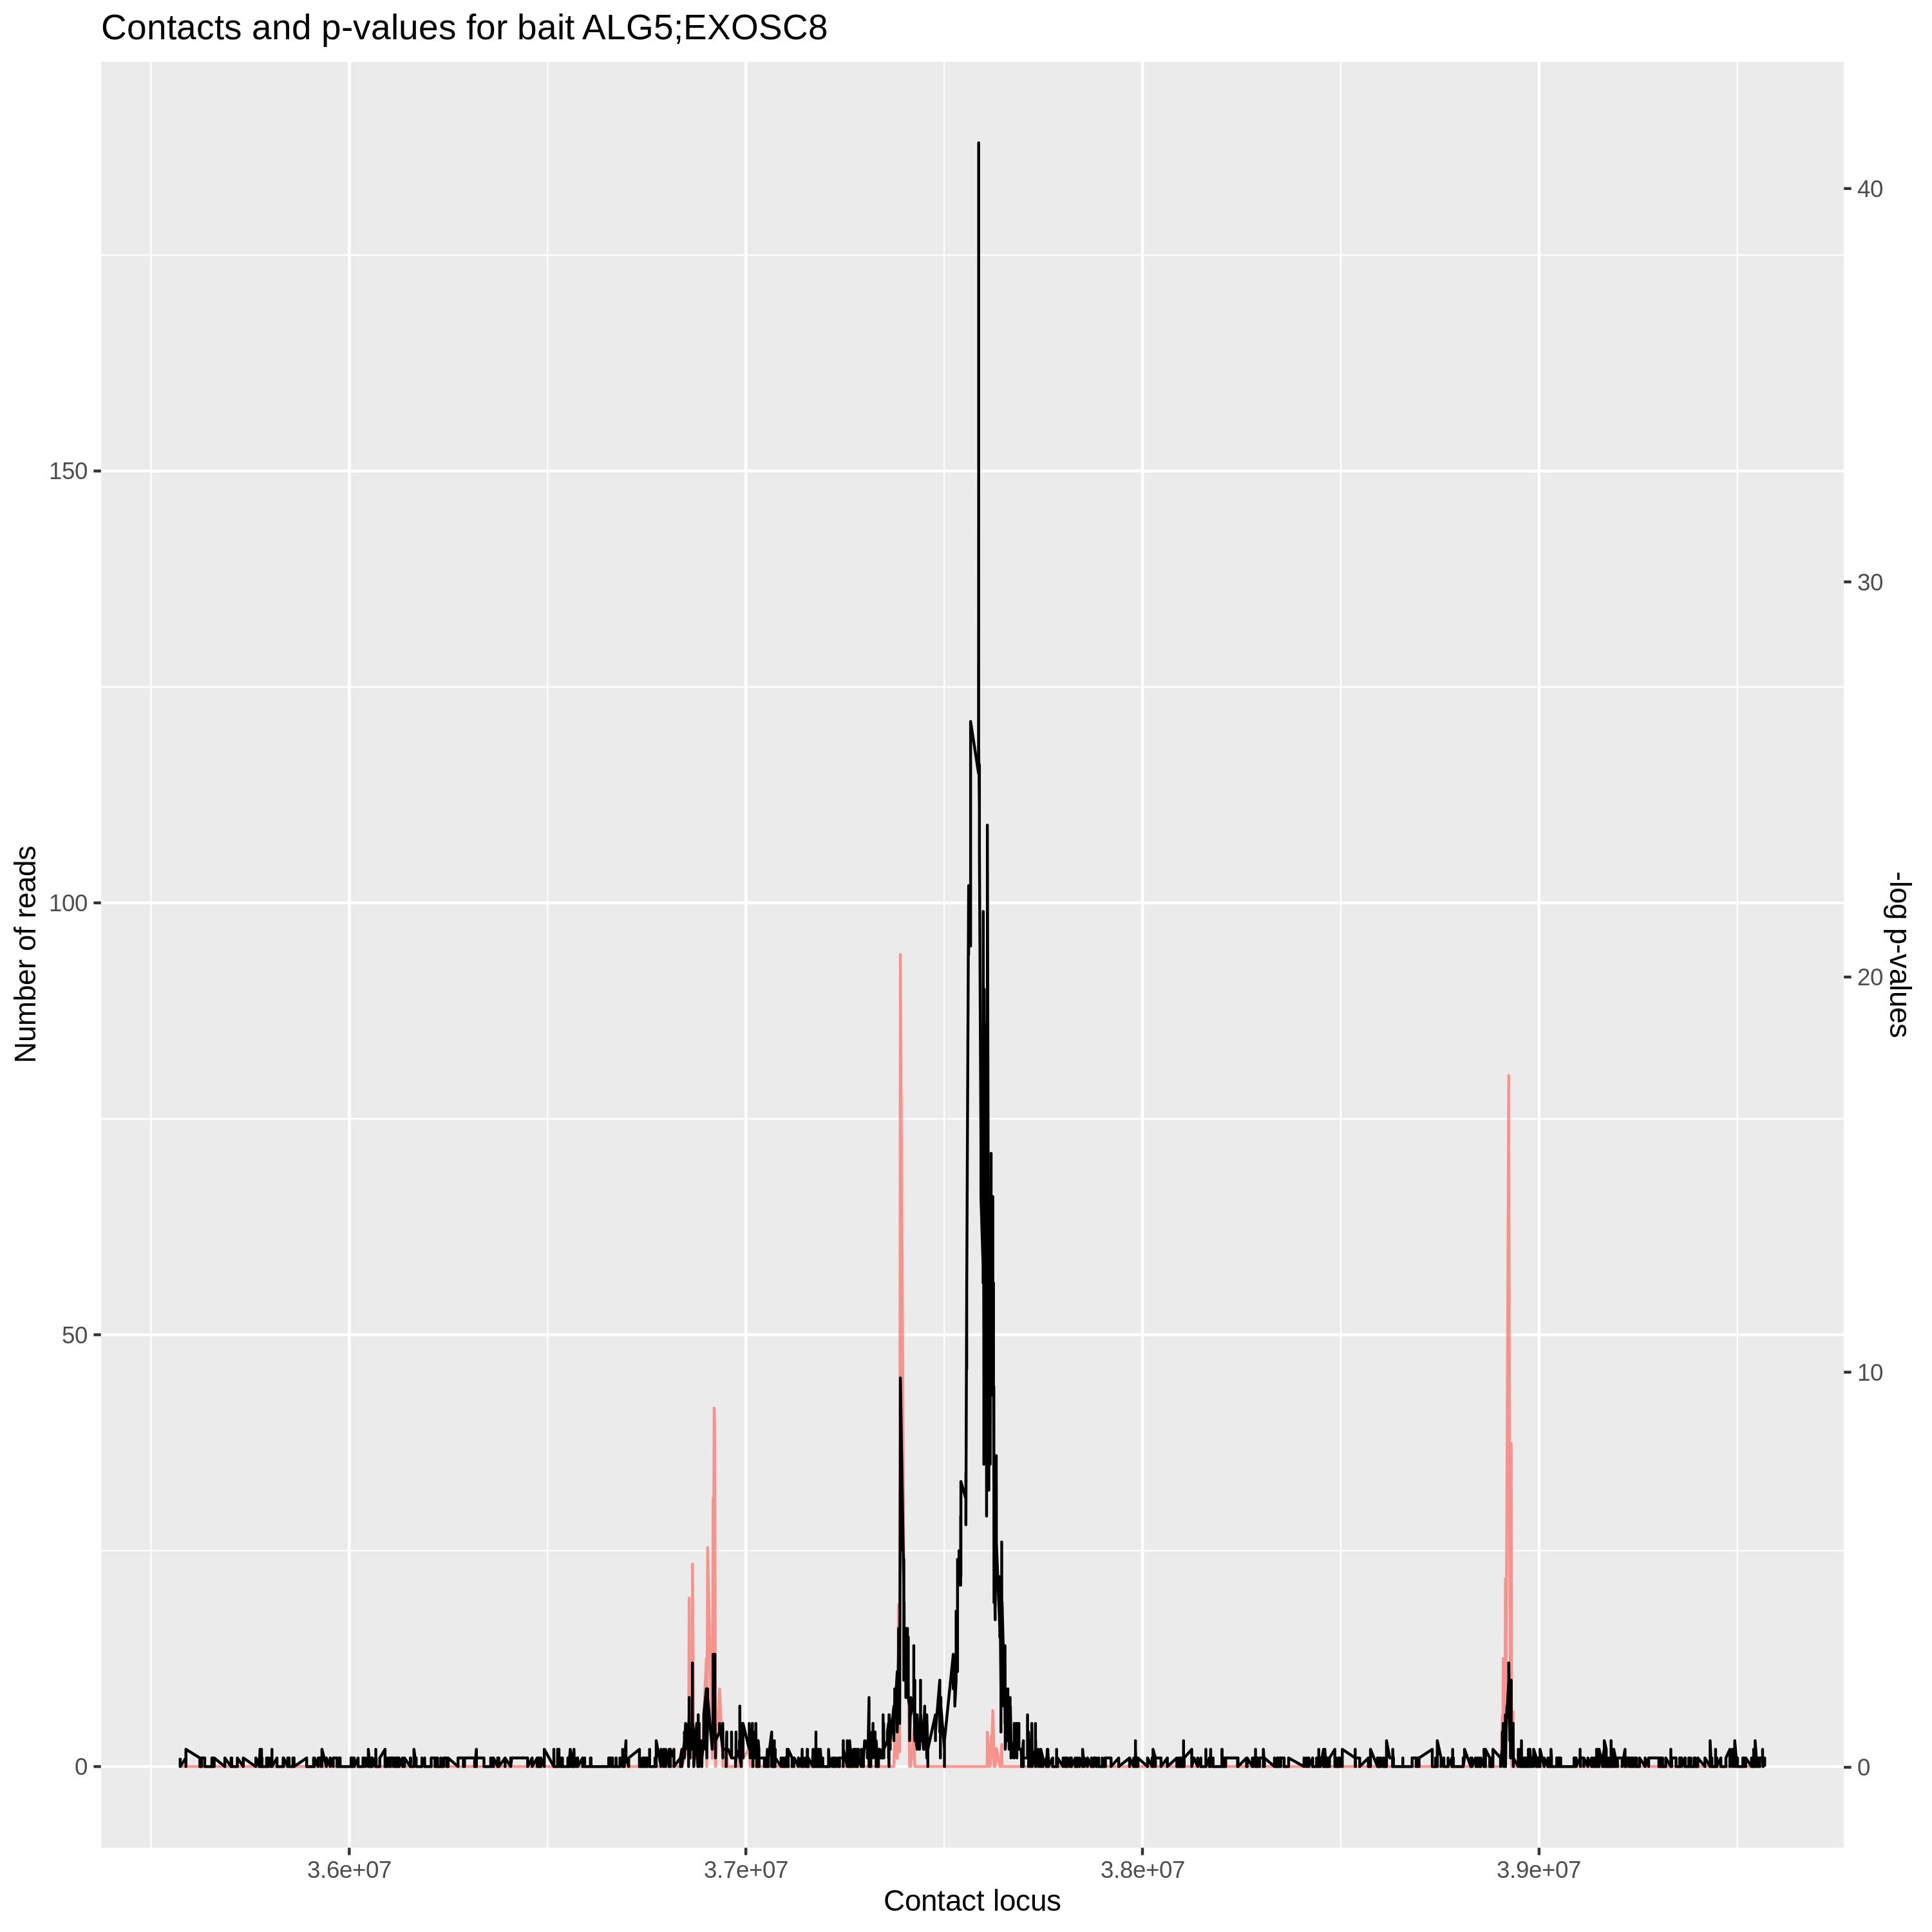 Contacts and p-values for bait ALG5;EXOSC8
Number of reads
150
100
50
0
40
30
20
10
0
-log p-values
3.6e+07
3.7e+07
3.8e+07
3.9e+07
Contact locus